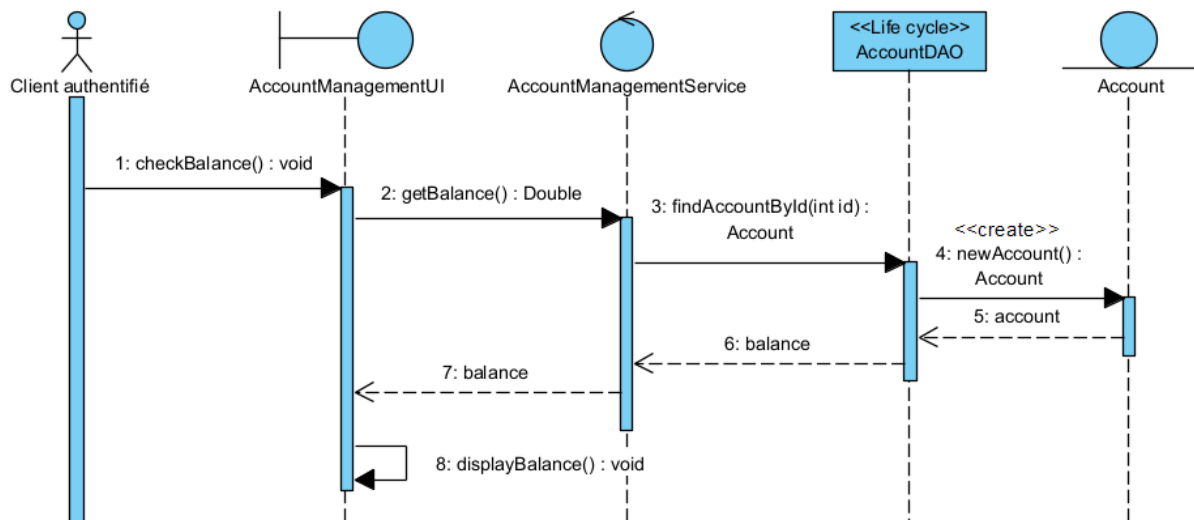 <<Life cycle>>
AccountDAO
Client authentifié
AccountManagementUI
AccountManagementService
Account
1: checkBalance() : void
2: getBalance() : Double
3: findAccountById(int id) :
Account
<<create>>
4: newAccount() :
Account
5: account
6: balance
7: balance
8: displayBalance() : void